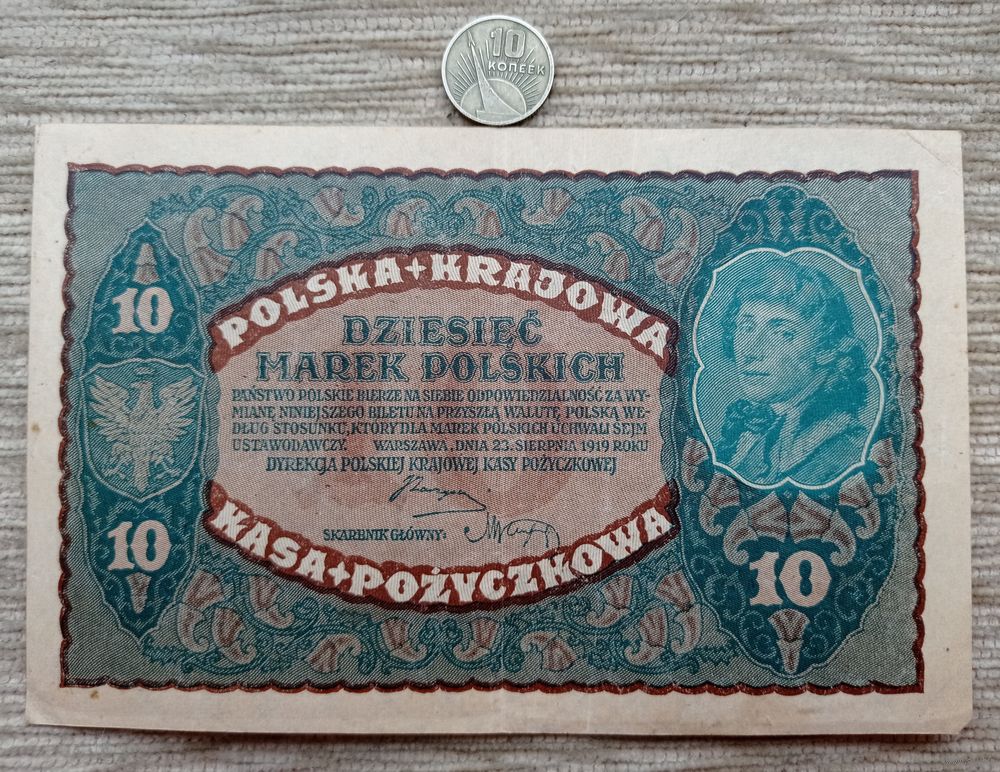 10
КОПЕЕК
POLSKA+KRAJOWA
DZIESIĘĆ
MAREK POLSKICH
PAŃSTWO POLSKIE BIERZE NA SIEBIE ODPOWIEDZIALNOŚĆ ZA WY-
MIANĘ NINIEJSZEGO BILETU NA PRZYSZŁĄ WALUTĘ POLSKĄ WE-
DŁUG STOSUNKU, KTÓRY DLA MAREK POLSKICH UCHWALI SEJM
USTAWODAWCZY. WARSZAWA, DNIA 23. SIERPNIA 1919 ROKU
DYREKCJA POLSKIEJ KRAJOWEJ KASY POŻYCZKOWEJ
SKARBNIK GŁÓWNY:
KASA+POŻYCZKOWA
10
10
10